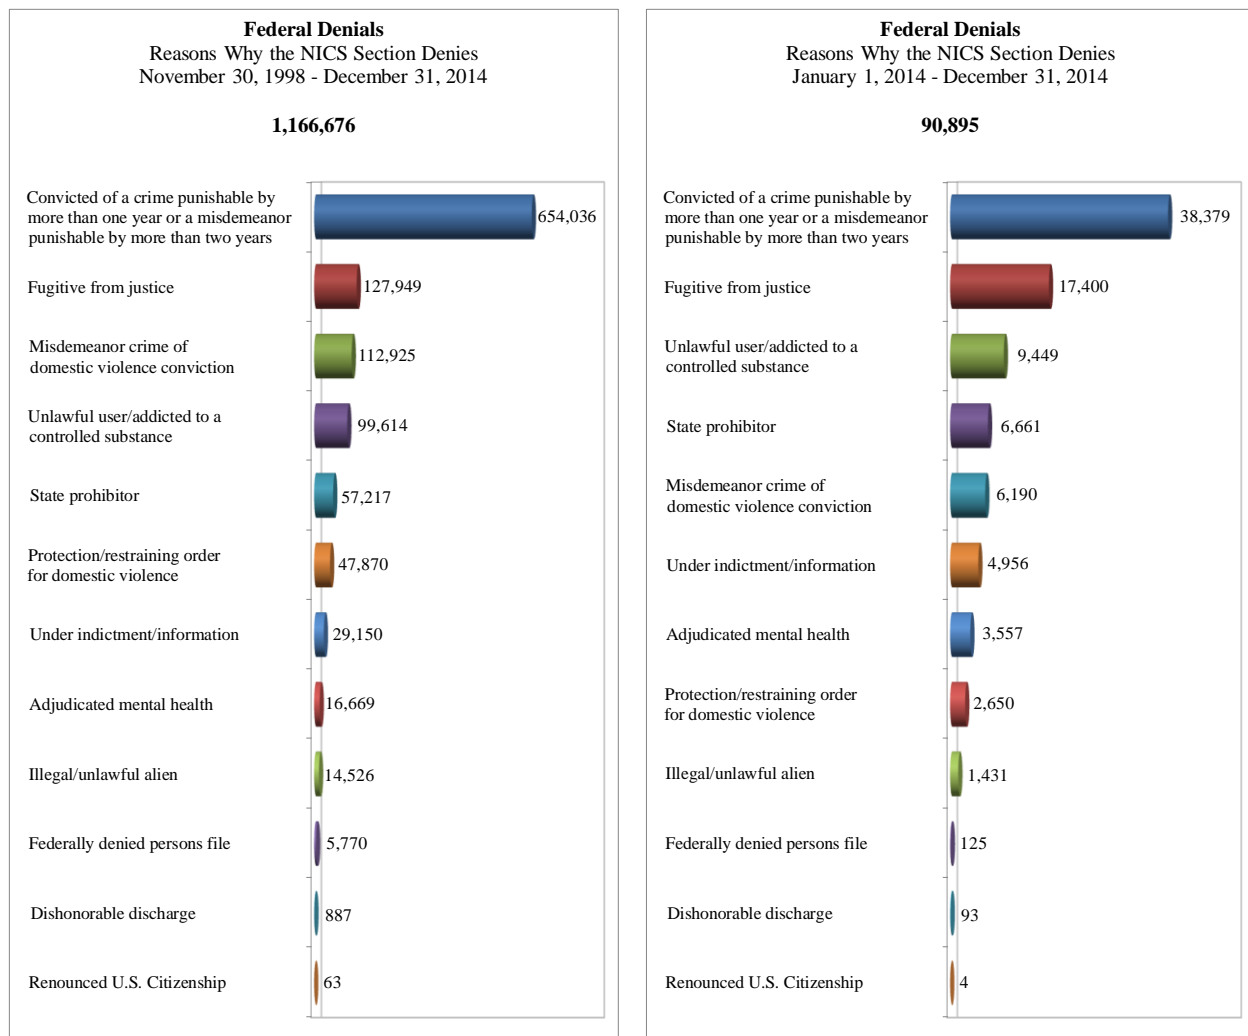 Federal Denials
Reasons Why the NICS Section Denies
November 30, 1998 - December 31, 2014
1,166,676
Convicted of a crime punishable by
more than one year or a misdemeanor
punishable by more than two years
654,036
Fugitive from justice
127,949
Misdemeanor crime of
domestic violence conviction
112,925
Unlawful user/addicted to a
controlled substance
99,614
State prohibitor
57,217
Protection/restraining order
for domestic violence
47,870
Under indictment/information
29,150
Adjudicated mental health
16,669
Illegal/unlawful alien
14,526
Federally denied persons file
5,770
Dishonorable discharge
887
Renounced U.S. Citizenship
63
Federal Denials
Reasons Why the NICS Section Denies
January 1, 2014 - December 31, 2014
90,895
Convicted of a crime punishable by
more than one year or a misdemeanor
punishable by more than two years
38,379
Fugitive from justice
17,400
Unlawful user/addicted to a
controlled substance
9,449
State prohibitor
6,661
Misdemeanor crime of
domestic violence conviction
6,190
Under indictment/information
4,956
Adjudicated mental health
3,557
Protection/restraining order
for domestic violence
2,650
Illegal/unlawful alien
1,431
Federally denied persons file
125
Dishonorable discharge
93
Renounced U.S. Citizenship
4